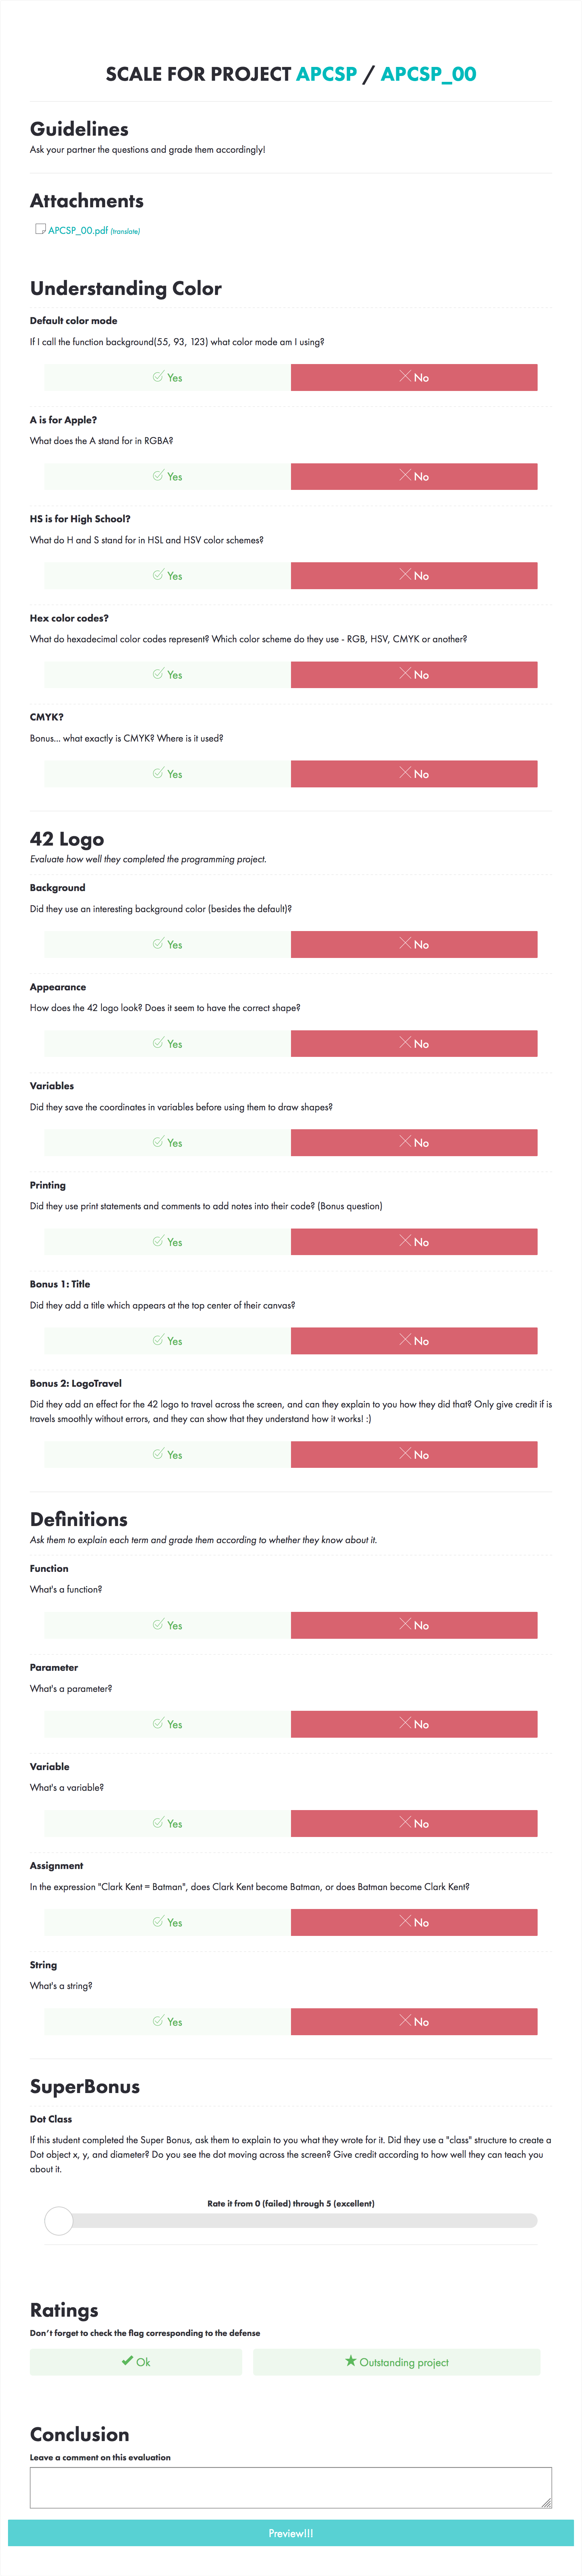 SCALE FOR PROJECT APCSP / APCSP_00
Guidelines
Ask your partner the questions and grade them accordingly!
Attachments
APCSP_00.pdf (translate)
Understanding Color
Default color mode
If I call the function background(55, 93, 123) what color mode am I using?
Yes No
A is for Apple?
What does the A stand for in RGBA?
Yes No
HS is for High School?
What do H and S stand for in HSL and HSV color schemes?
Yes No
Hex color codes?
What do hexadecimal color codes represent? Which color scheme do they use - RGB, HSV, CMYK or another?
Yes No
CMYK?
Bonus... what exactly is CMYK? Where is it used?
Yes No
42 Logo
Evaluate how well they completed the programming project.
Background
Did they use an interesting background color (besides the default)?
Yes No
Appearance
How does the 42 logo look? Does it seem to have the correct shape?
Yes No
Variables
Did they save the coordinates in variables before using them to draw shapes?
Yes No
Printing
Did they use print statements and comments to add notes into their code? (Bonus question)
Yes No
Bonus 1: Title
Did they add a title which appears at the top center of their canvas?
Yes No
Bonus 2: LogoTravel
Did they add an effect for the 42 logo to travel across the screen, and can they explain to you how they did that? Only give credit if is
travels smoothly without errors, and they can show that they understand how it works! :)
Yes No
Definitions
Ask them to explain each term and grade them according to whether they know about it.
Function
What's a function?
Yes No
Parameter
What's a parameter?
Yes No
Variable
What's a variable?
Yes No
Assignment
In the expression "Clark Kent = Batman", does Clark Kent become Batman, or does Batman become Clark Kent?
Yes No
String
What's a string?
Yes No
SuperBonus
Dot Class
If this student completed the Super Bonus, ask them to explain to you what they wrote for it. Did they use a "class" structure to create a
Dot object x, y, and diameter? Do you see the dot moving across the screen? Give credit according to how well they can teach you
about it.
Rate it from 0 (failed) through 5 (excellent)
Ratings
Don't forget to check the flag corresponding to the defense
Ok Outstanding project
Conclusion
Leave a comment on this evaluation
Preview!!!